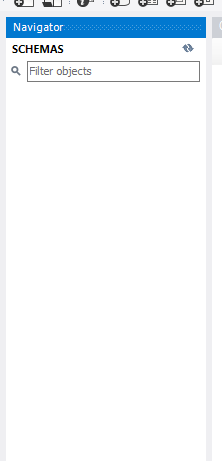 Navigator
SCHEMAS
Filter objects